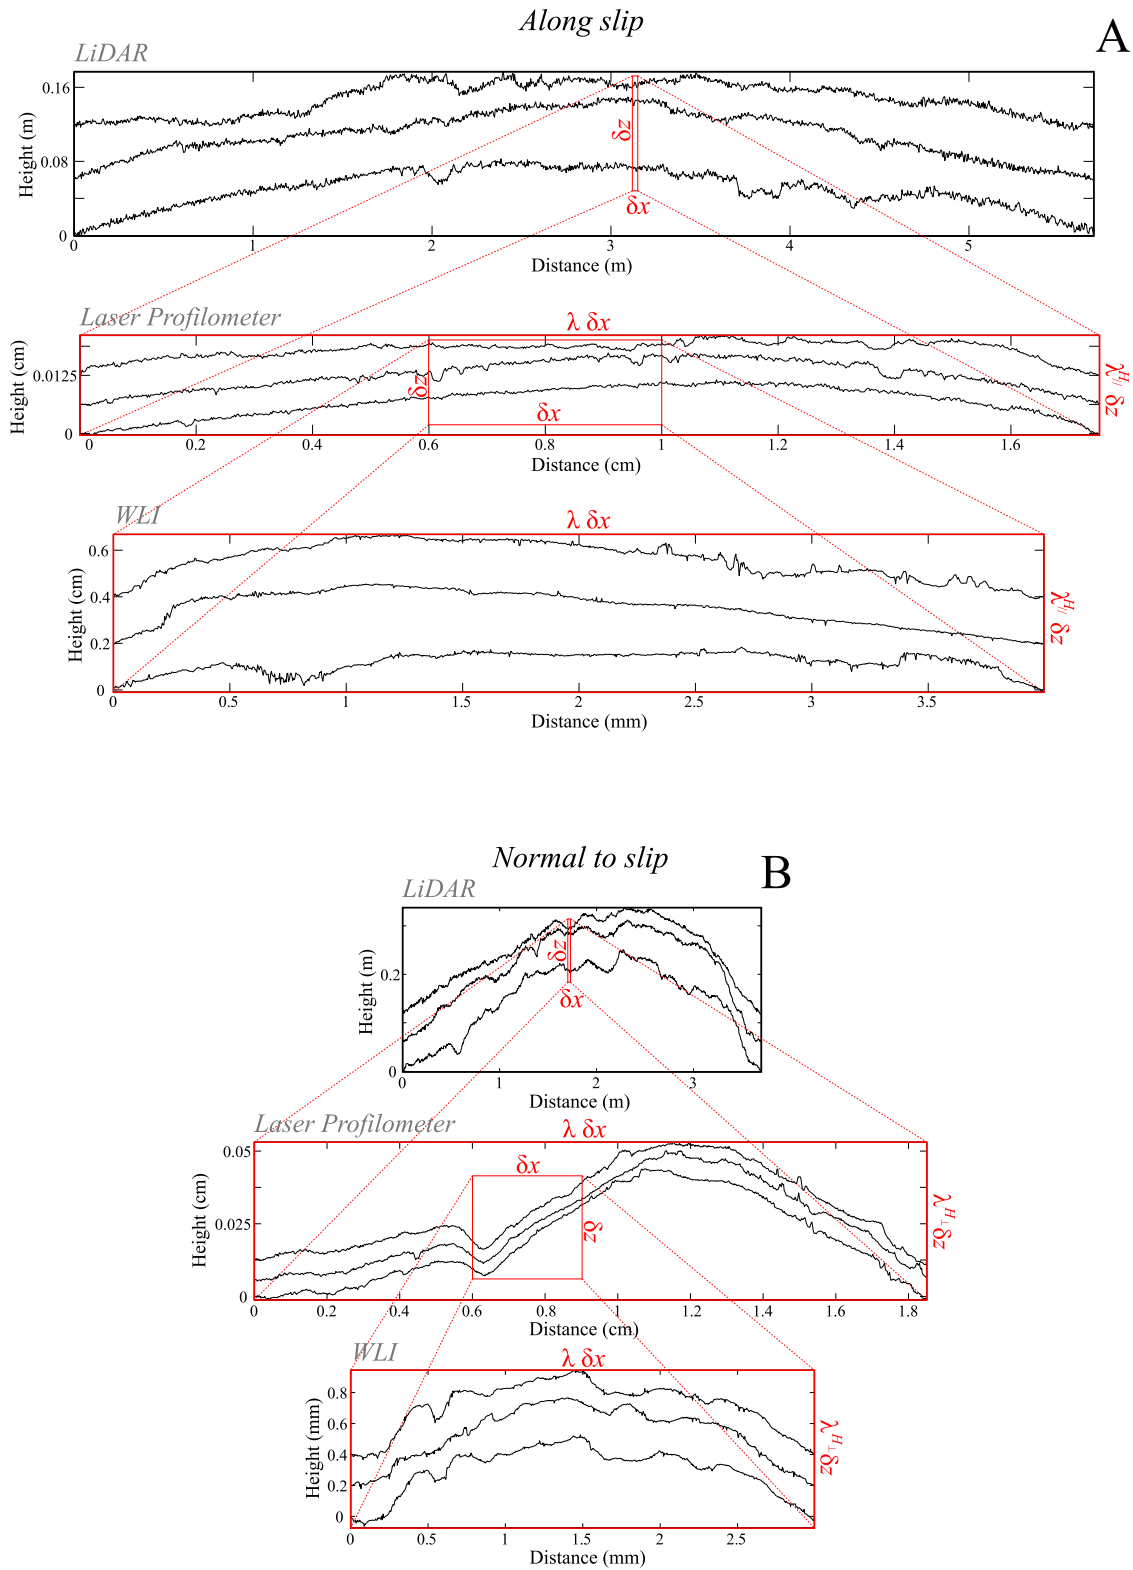 Along slip
A
LiDAR
Height (m)
0.16
0.08
0
δz
δx
0 1 2 3 4 5
Distance (m)
Laser Profilometer
λ δx
Height (cm)
0.0125
0
δz
δx
λH// δz
0 0.2 0.4 0.6 0.8 1 1.2 1.4 1.6
Distance (cm)
WLI
λ δx
Height (cm)
0.6
0.4
0.2
0
λH// δz
0 0.5 1 1.5 2 2.5 3 3.5
Distance (mm)
Normal to slip
B
LiDAR
Height (m)
0.2
0
δz
δx
0 1 2 3
Distance (m)
Laser Profilometer
λ δx
Height (cm)
0.05
0.025
0
δx
δz
λH⊥ δz
0 0.2 0.4 0.6 0.8 1 1.2 1.4 1.6 1.8
Distance (cm)
WLI
λ δx
Height (mm)
0.8
0.6
0.4
0.2
0
λH⊥ δz
0 0.5 1 1.5 2 2.5
Distance (mm)